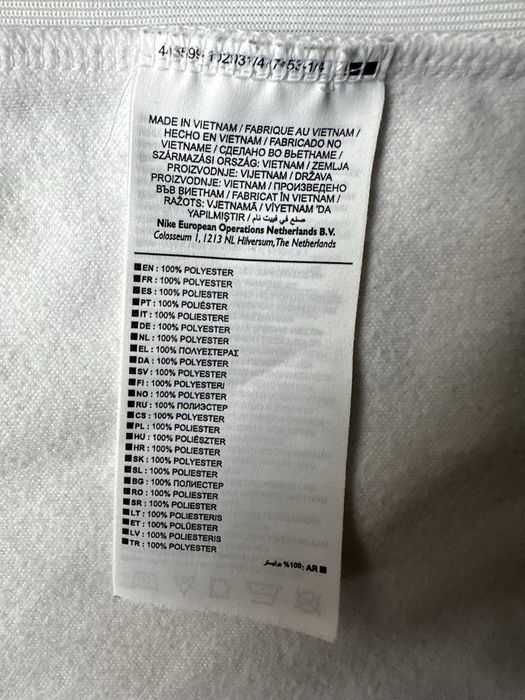 MADE IN VIETNAM / FABRIQUE AU VIETNAM /
HECHO EN VIETNAM / FABRICADO NO
VIETNAME / СДЕЛАНО ВО ВЬЕТНАМЕ /
SZÁRMAZÁSI ORSZÁG: VIETNAM / ZEMLJA
PROIZVODNJE: VIJETNAM / DRŽAVA
PROIZVODNJE: VIETNAM / ПРОИЗВЕДЕНО
ВЪВ ВИЕТНАМ / FABRICAT ÎN VIETNAM /
RAŽOTS: VJETNAMĀ / VİYETNAM 'DA
YAPILMIŞTIR / صنع في فييت نام
Nike European Operations Netherlands B.V.
Colosseum 1, 1213 NL Hilversum, The Netherlands
EN : 100% POLYESTER
FR : 100% POLYESTER
ES : 100% POLIESTER
PT : 100% POLIÉSTER
IT : 100% POLIESTERE
DE : 100% POLYESTER
NL : 100% POLYESTER
EL : 100% ΠΟΛΥΕΣΤΕΡΑΣ
DA : 100% POLYESTER
SV : 100% POLYESTER
FI : 100% POLYESTERI
NO : 100% POLYESTER
RU : 100% ПОЛИЭСТЕР
CS : 100% POLYESTER
PL : 100% POLIESTER
HU : 100% POLIÉSZTER
HR : 100% POLIESTER
SK : 100% POLYESTER
SL : 100% POLIESTER
BG : 100% ПОЛИЕСТЕР
RO : 100% POLIESTER
SR : 100% POLIESTER
LT : 100% POLIESTERIS
ET : 100% POLÜESTER
LV : 100% POLIESTERIS
TR : 100% POLYESTER
AR : 100% بوليستر